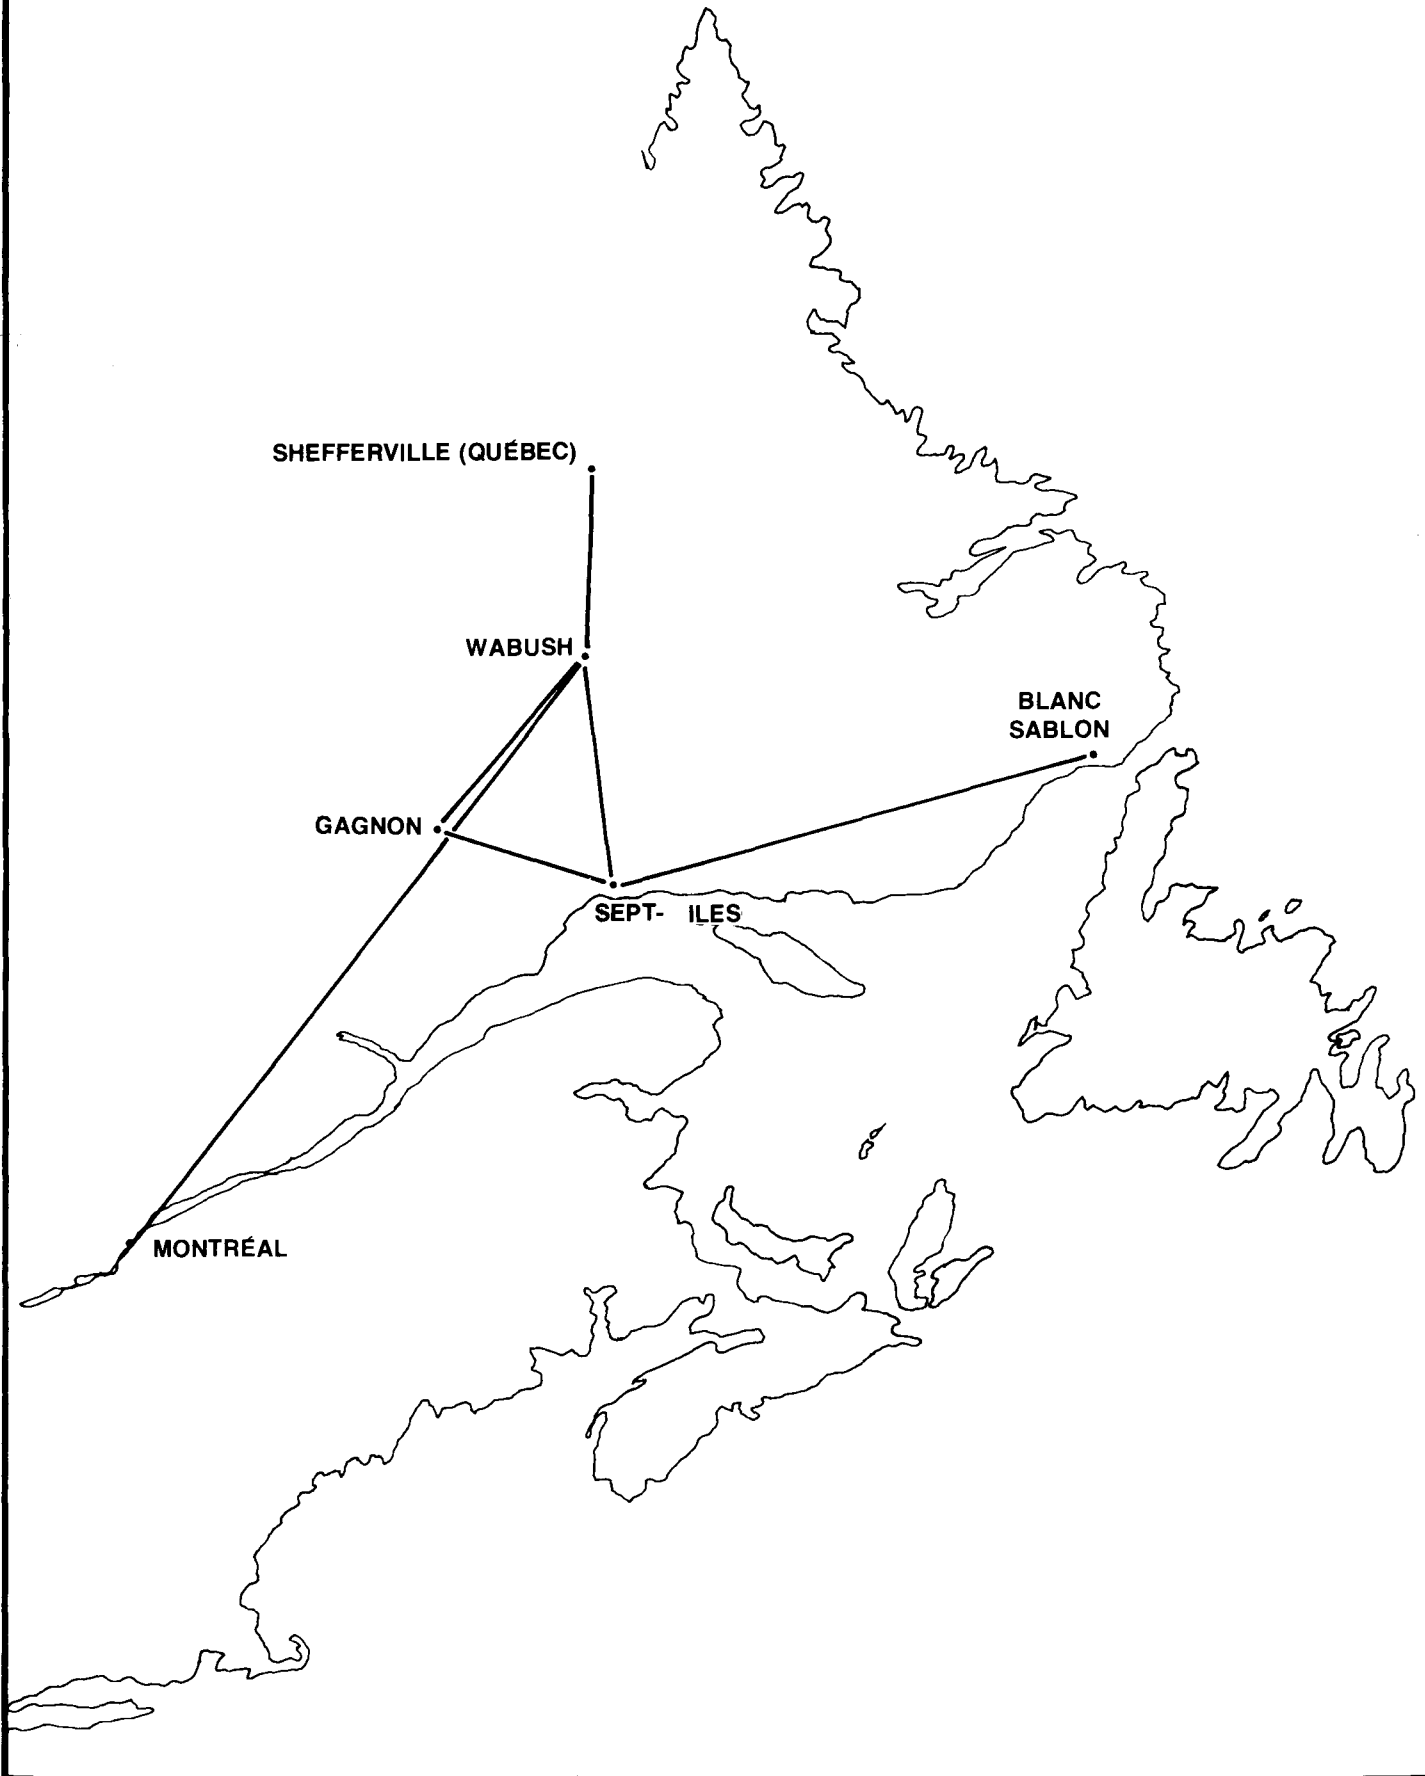 SHEFFERVILLE (QUÉBEC)
WABUSH
BLANC
SABLON
GAGNON
SEPT- ILES
MONTRÉAL